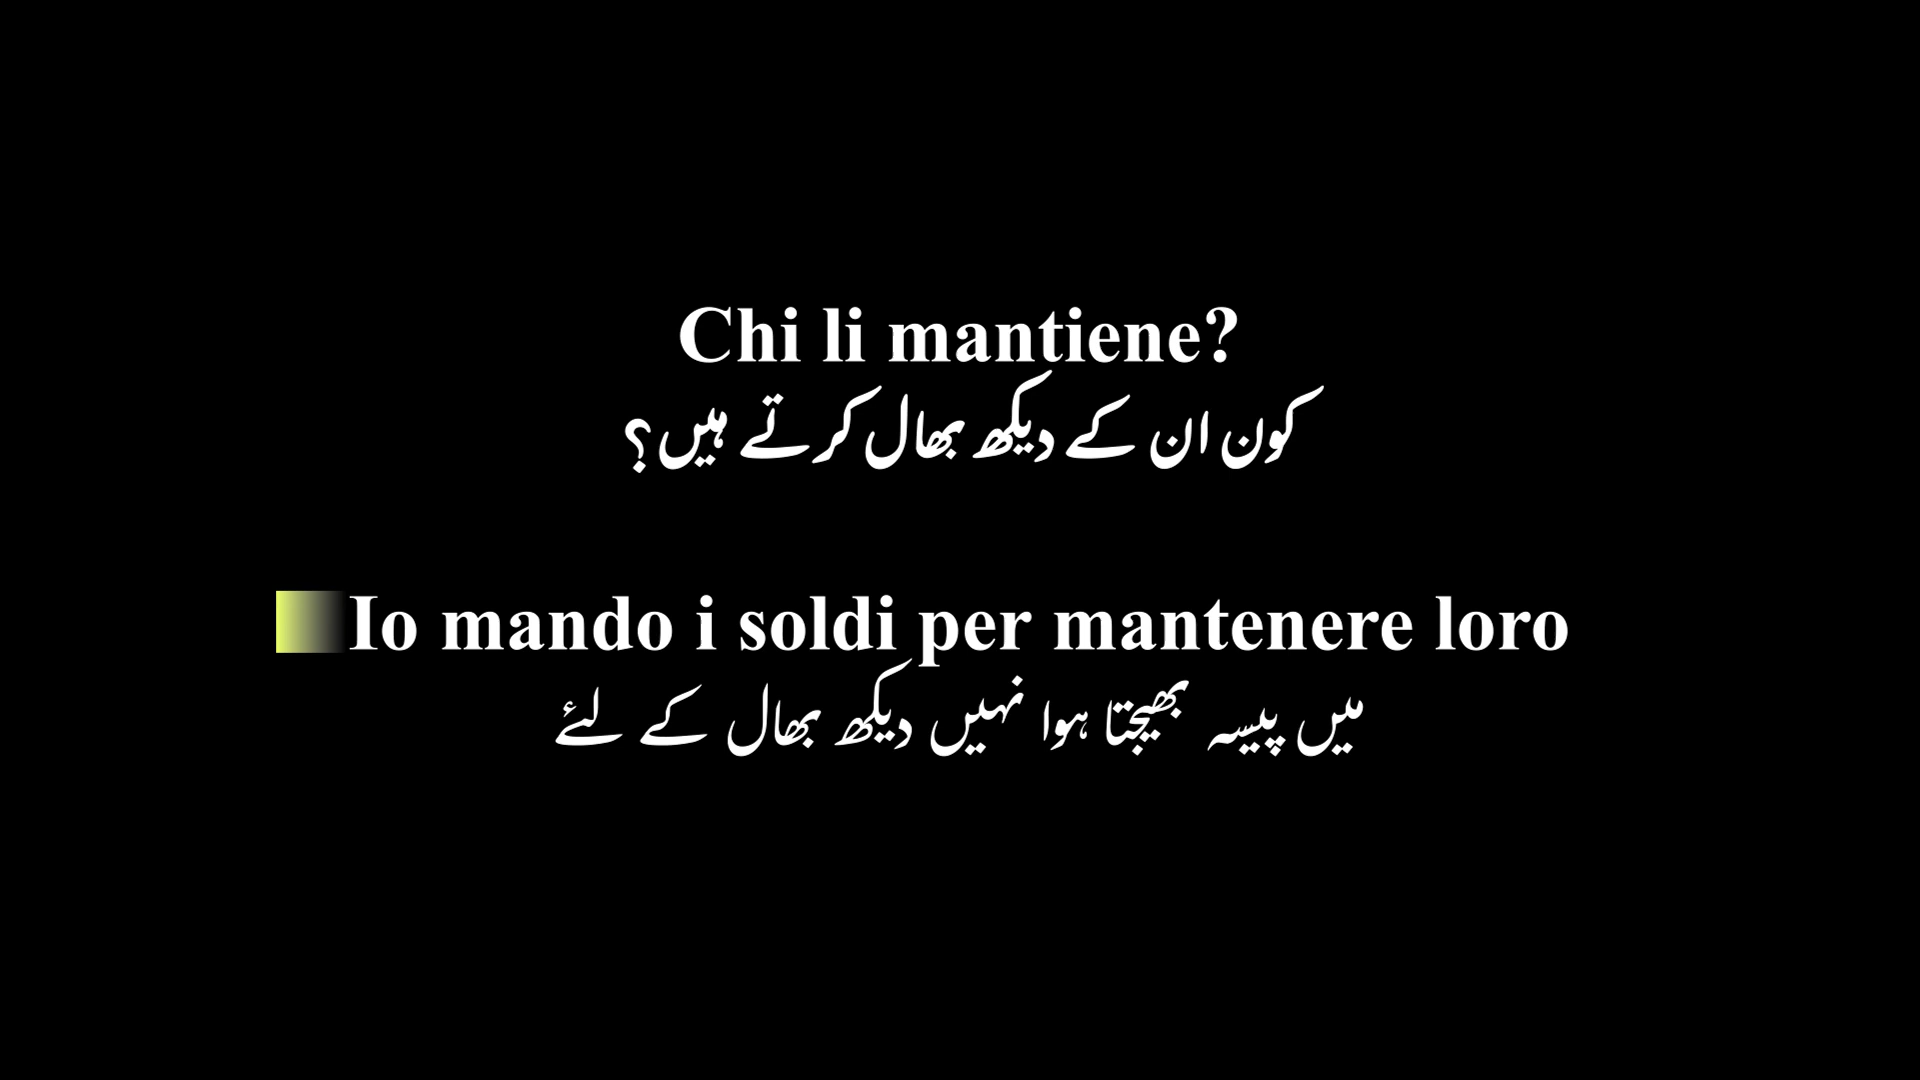 Chi li mantiene?
کون ان کے دیکھ بھال کرتے ہیں؟
Io mando i soldi per mantenere loro
میں پیسہ بھیجتا ہوا نہیں دیکھ بھال کے لئے